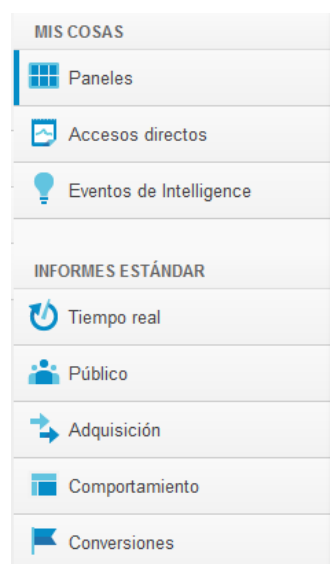 MIS COSAS
Paneles
Accesos directos
Eventos de Intelligence
INFORMES ESTÁNDAR
Tiempo real
Público
Adquisición
Comportamiento
Conversiones